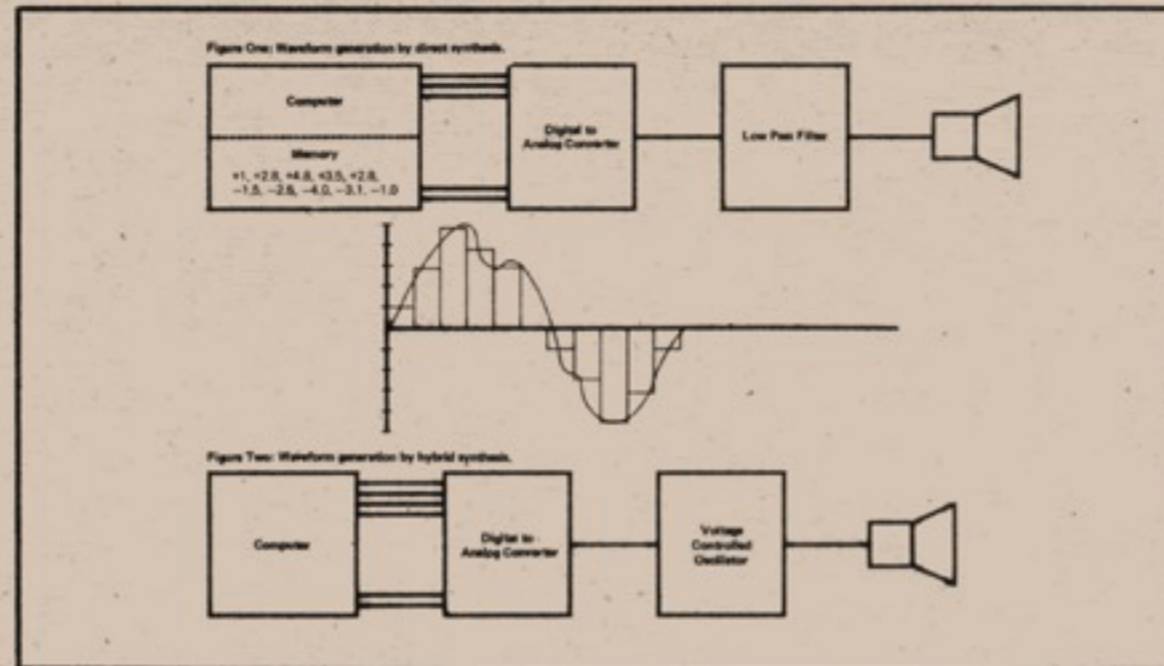 Figure One: Waveform generation by direct synthesis.
Computer
Memory
+1, +2.8, +4.8, +3.5, +2.8,
−1.5, −2.5, −4.0, −3.1, −1.0
Digital to
Analog Converter
Low Pass Filter
Figure Two: Waveform generation by hybrid synthesis.
Computer
Digital to
Analog Converter
Voltage
Controlled
Oscillator